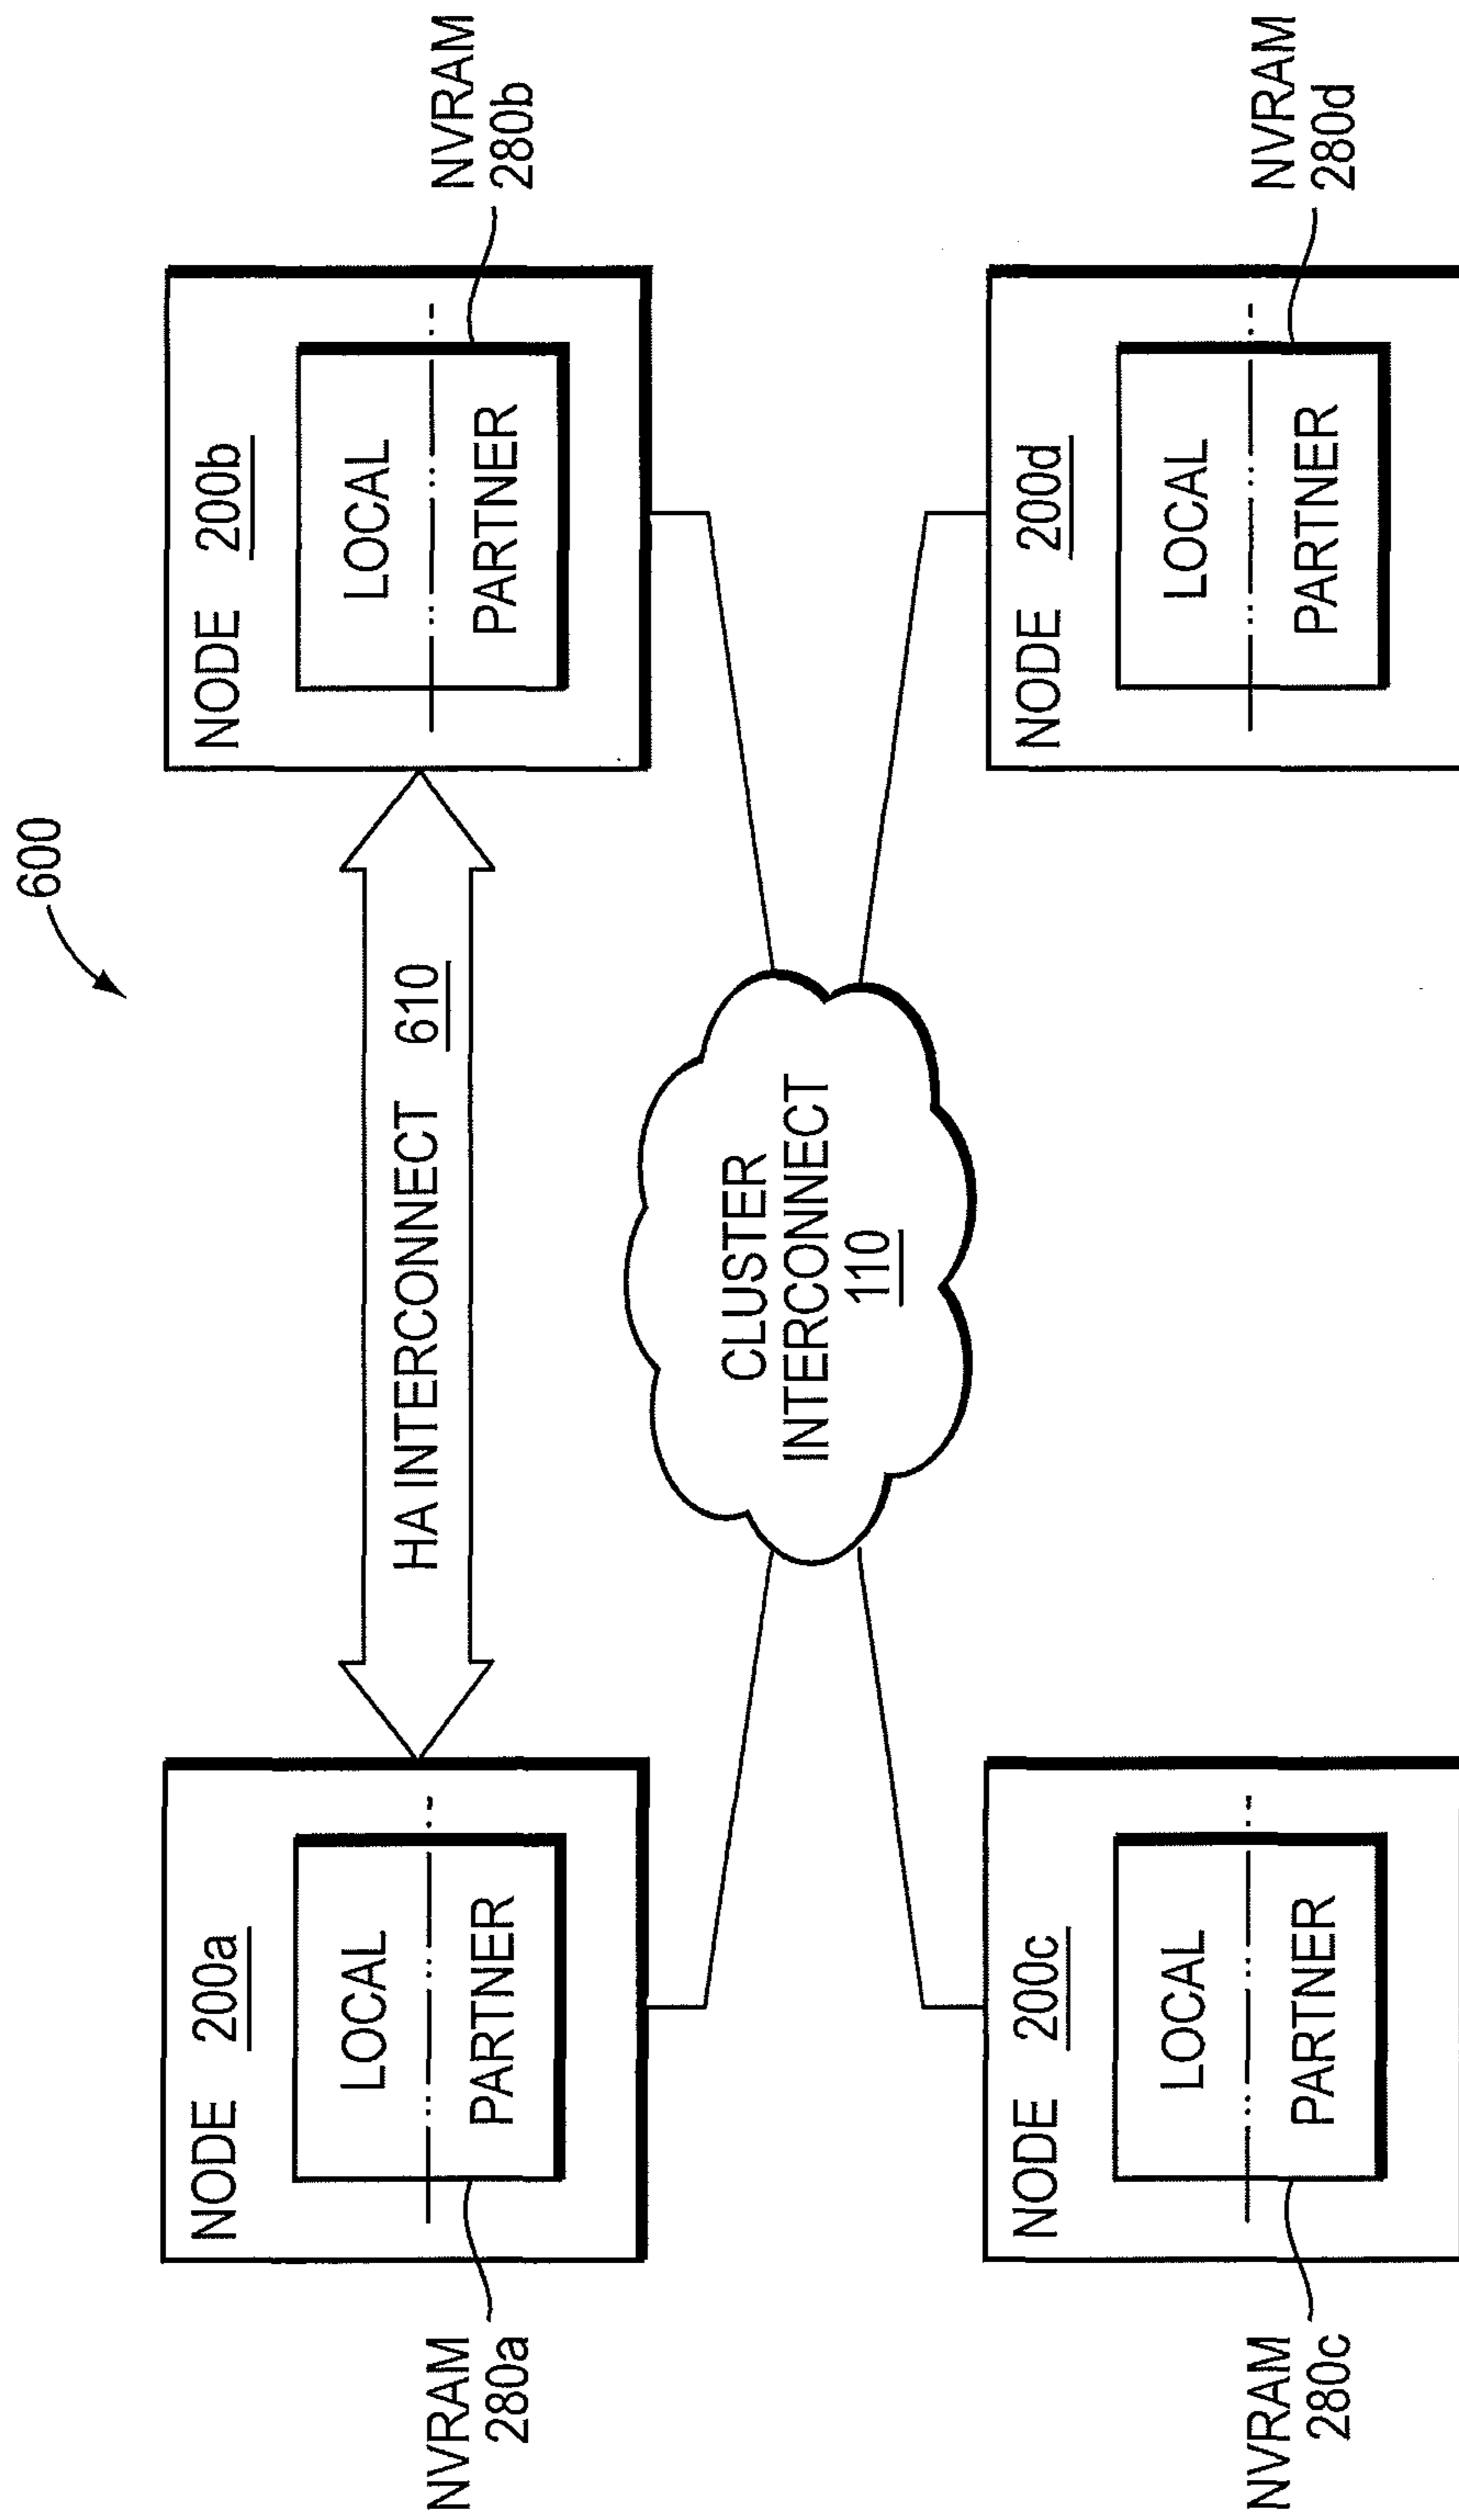 600
NODE 200a
LOCAL
PARTNER
NVRAM
280a
HA INTERCONNECT 610
NODE 200b
LOCAL
PARTNER
NVRAM
280b
CLUSTER
INTERCONNECT
110
NODE 200c
LOCAL
PARTNER
NVRAM
280c
NODE 200d
LOCAL
PARTNER
NVRAM
280d